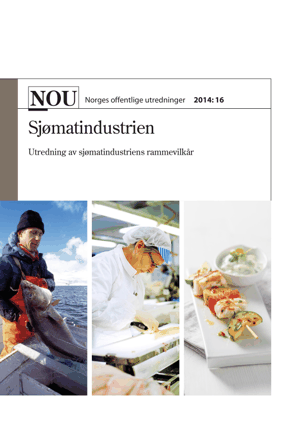 NOU Norges offentlige utredninger 2014: 16
Sjømatindustrien
Utredning av sjømatindustriens rammevilkår